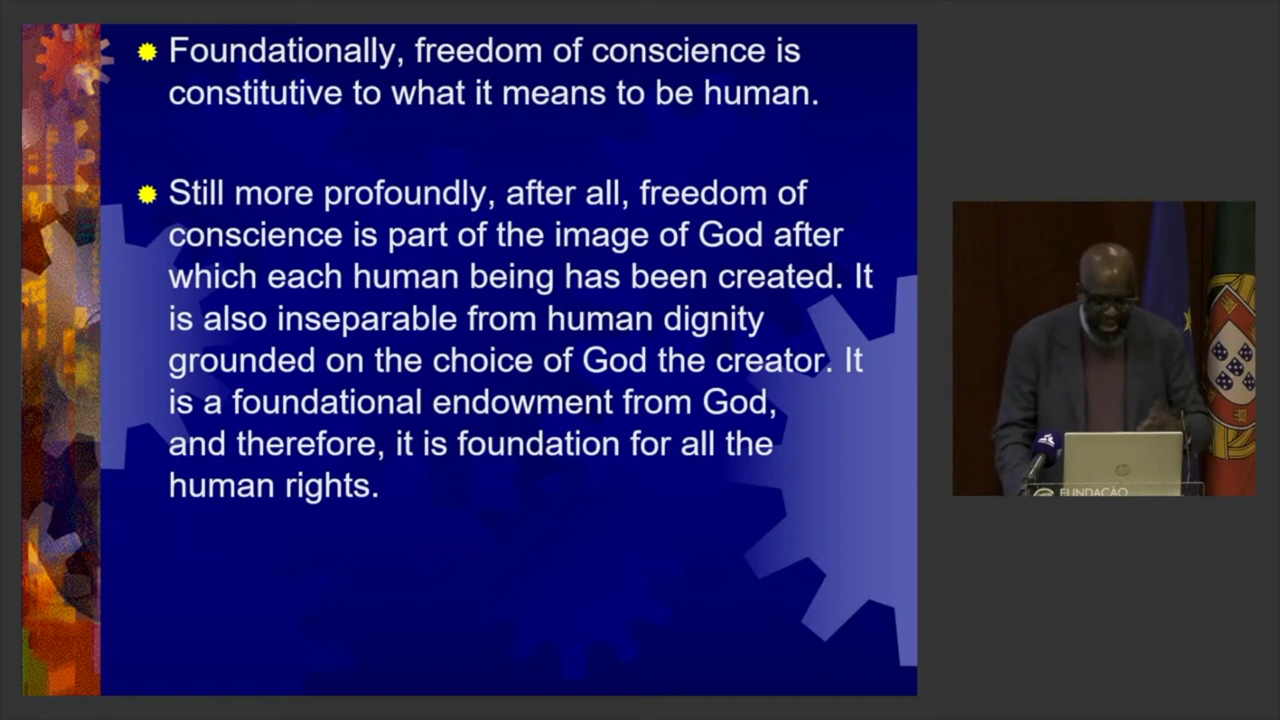 Foundationally, freedom of conscience is
constitutive to what it means to be human.
Still more profoundly, after all, freedom of
conscience is part of the image of God after
which each human being has been created. It
is also inseparable from human dignity
grounded on the choice of God the creator. It
is a foundational endowment from God,
and therefore, it is foundation for all the
human rights.
hp
FUNDAÇÃO